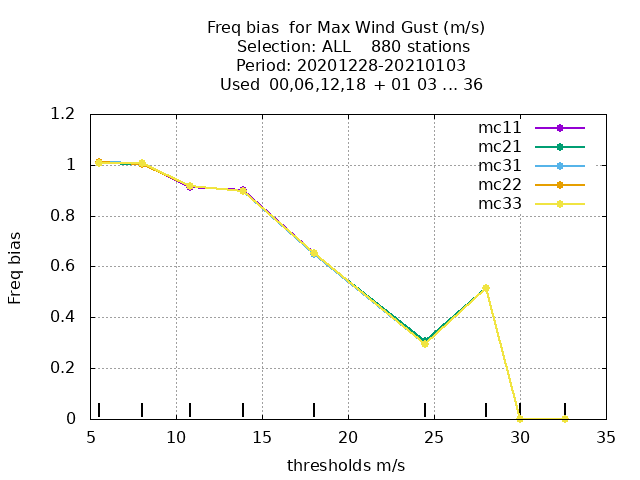 Freq bias  for Max Wind Gust (m/s)
Selection: ALL    880 stations
Period: 20201228-20210103
Used  00,06,12,18  + 01 03 ... 36
1.2
1
0.8
0.6
0.4
0.2
0
Freq bias
mc11
mc21
mc31
mc22
mc33
5 10 15 20 25 30 35
thresholds m/s